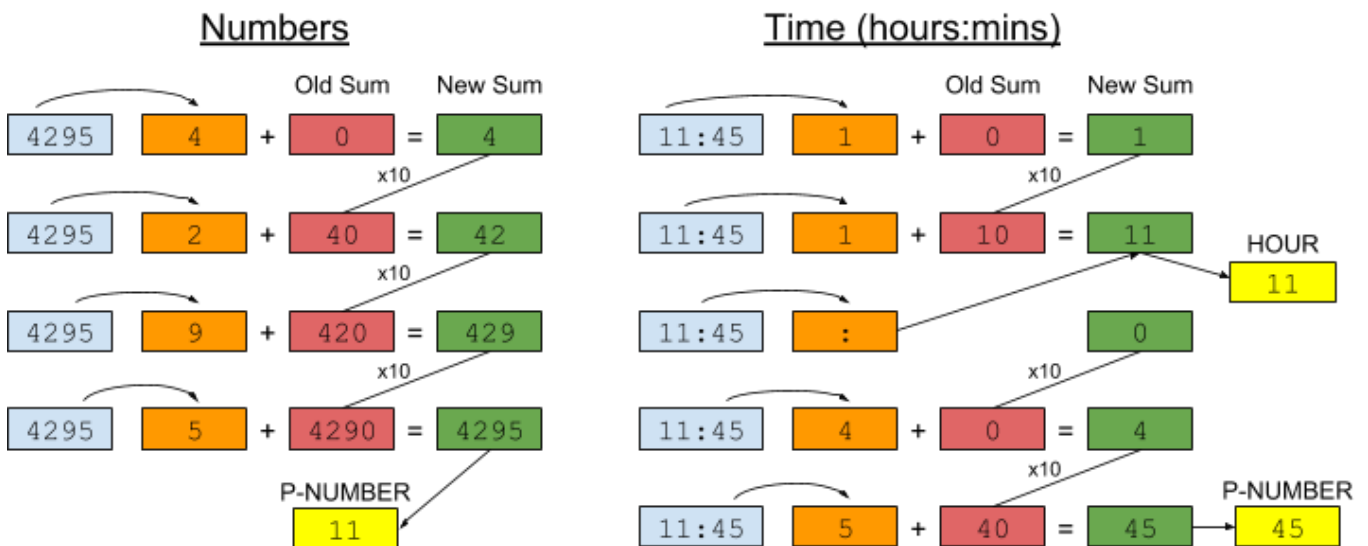 Numbers
Old Sum New Sum
4295 4 + 0 = 4
x10
4295 2 + 40 = 42
x10
4295 9 + 420 = 429
x10
4295 5 + 4290 = 4295
P-NUMBER
11
Time (hours:mins)
Old Sum New Sum
11:45 1 + 0 = 1
x10
11:45 1 + 10 = 11
HOUR
11
11:45 : 0
x10
11:45 4 + 0 = 4
x10
P-NUMBER
11:45 5 + 40 = 45 45